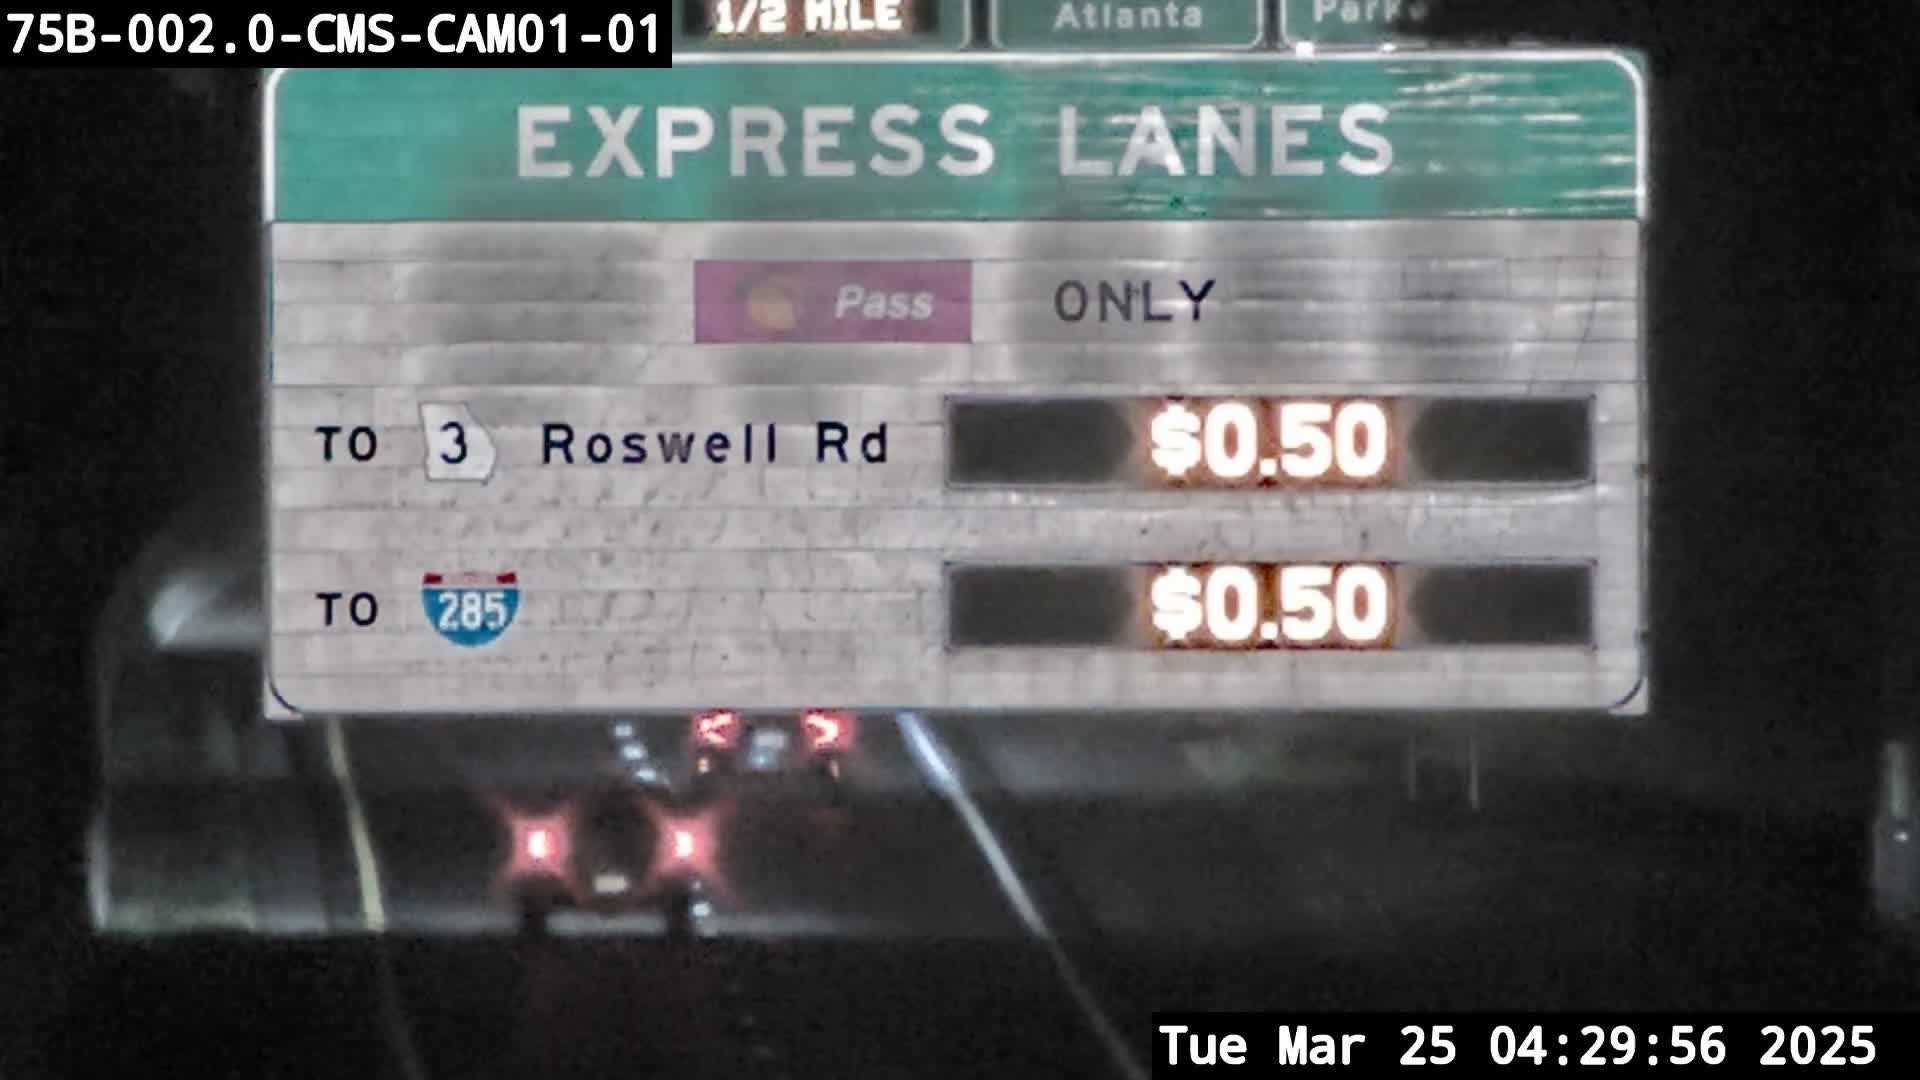 75B-002.0-CMS-CAM01-01
1/2 MILE
Atlanta
EXPRESS LANES
Pass ONLY
TO 3 Roswell Rd $0.50
TO 285 $0.50
Tue Mar 25 04:29:56 2025